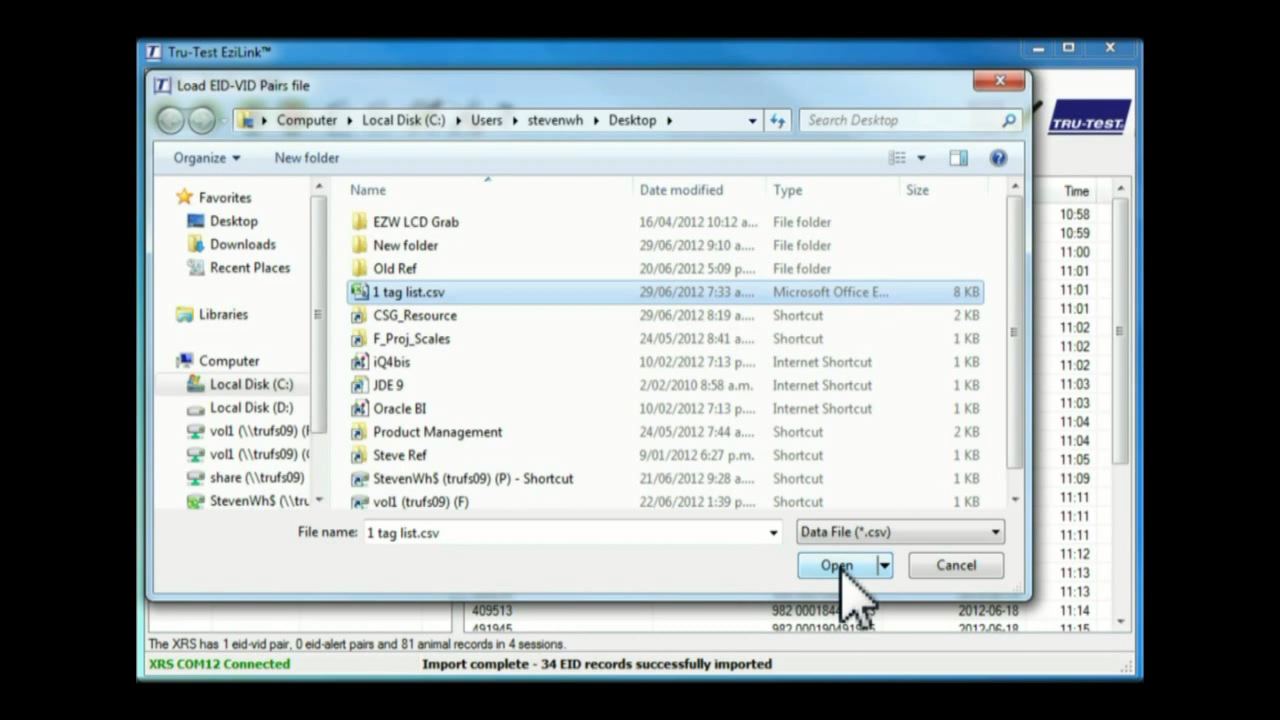 Tru-Test EziLink™
Load EID-VID Pairs file
Computer Local Disk (C:) Users stevenwh Desktop
Search Desktop
TRU-TEST
Organize New folder
Name Date modified Type Size
Time
Favorites
Desktop
Downloads
Recent Places
Libraries
Computer
Local Disk (C:)
Local Disk (D:)
vol1 (\\trufs09) (
vol1 (\\trufs09) (
share (\\trufs09)
StevenWh$ (\\tru
EZW LCD Grab 16/04/2012 10:12 a... File folder
New folder 29/06/2012 9:10 a.... File folder
Old Ref 20/06/2012 5:09 p.... File folder
1 tag list.csv 29/06/2012 7:33 a.... Microsoft Office E... 8 KB
CSG_Resource 29/06/2012 8:19 a.... Shortcut 2 KB
F_Proj_Scales 24/05/2012 8:41 a.... Shortcut 1 KB
iQ4bis 10/02/2012 7:13 p.... Internet Shortcut 1 KB
JDE 9 2/02/2010 8:58 a.m. Internet Shortcut 1 KB
Oracle BI 10/02/2012 7:13 p.... Internet Shortcut 1 KB
Product Management 24/05/2012 7:44 a.... Shortcut 2 KB
Steve Ref 9/01/2012 6:27 p.m. Shortcut 1 KB
StevenWh$ (trufs09) (P) - Shortcut 21/06/2012 9:28 a.... Shortcut 1 KB
vol1 (trufs09) (F) 22/06/2012 1:39 p.... Shortcut 1 KB
10:58
10:59
11:00
11:01
11:01
11:01
11:02
11:02
11:02
11:03
11:03
11:04
11:04
11:05
11:09
11:11
11:11
11:11
11:12
11:13
11:13
File name: 1 tag list.csv Data File (*.csv)
Open Cancel
409513 982 0001844 2012-06-18 11:14
491945 982 000190491945 2012-06-18 11:15
The XRS has 1 eid-vid pair, 0 eid-alert pairs and 81 animal records in 4 sessions.
XRS COM12 Connected Import complete - 34 EID records successfully imported